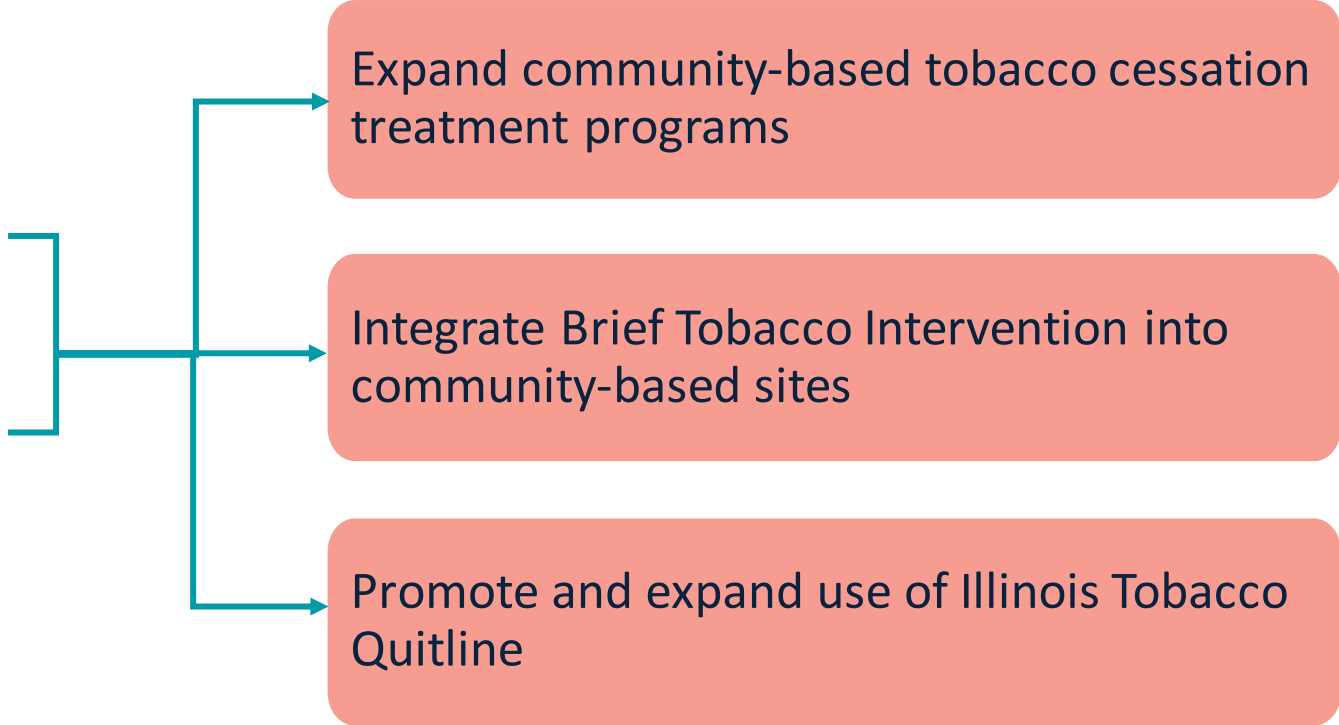 Expand community-based tobacco cessation
treatment programs
Integrate Brief Tobacco Intervention into
community-based sites
Promote and expand use of Illinois Tobacco
Quitline